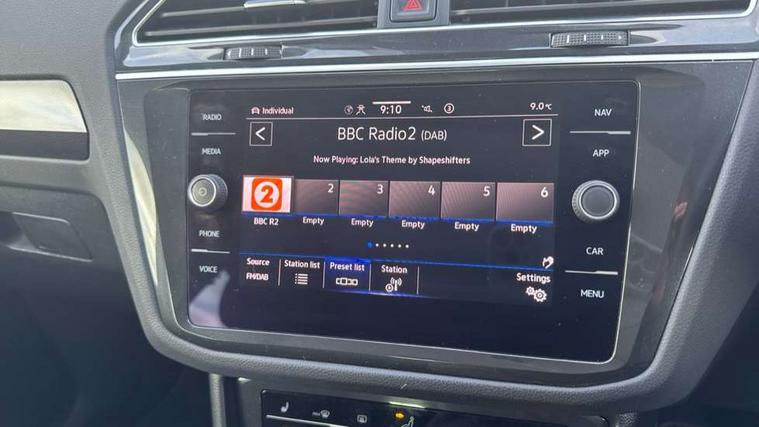 Individual 9:10 3 9.0 °C
RADIO
MEDIA
PHONE
VOICE
BBC Radio2 (DAB)
Now Playing: Lola's Theme by Shapeshifters
2 2 3 4 5 6
BBC R2 Empty Empty Empty Empty Empty
Source Station list Preset list Station Settings
FM/DAB
NAV
APP
CAR
MENU